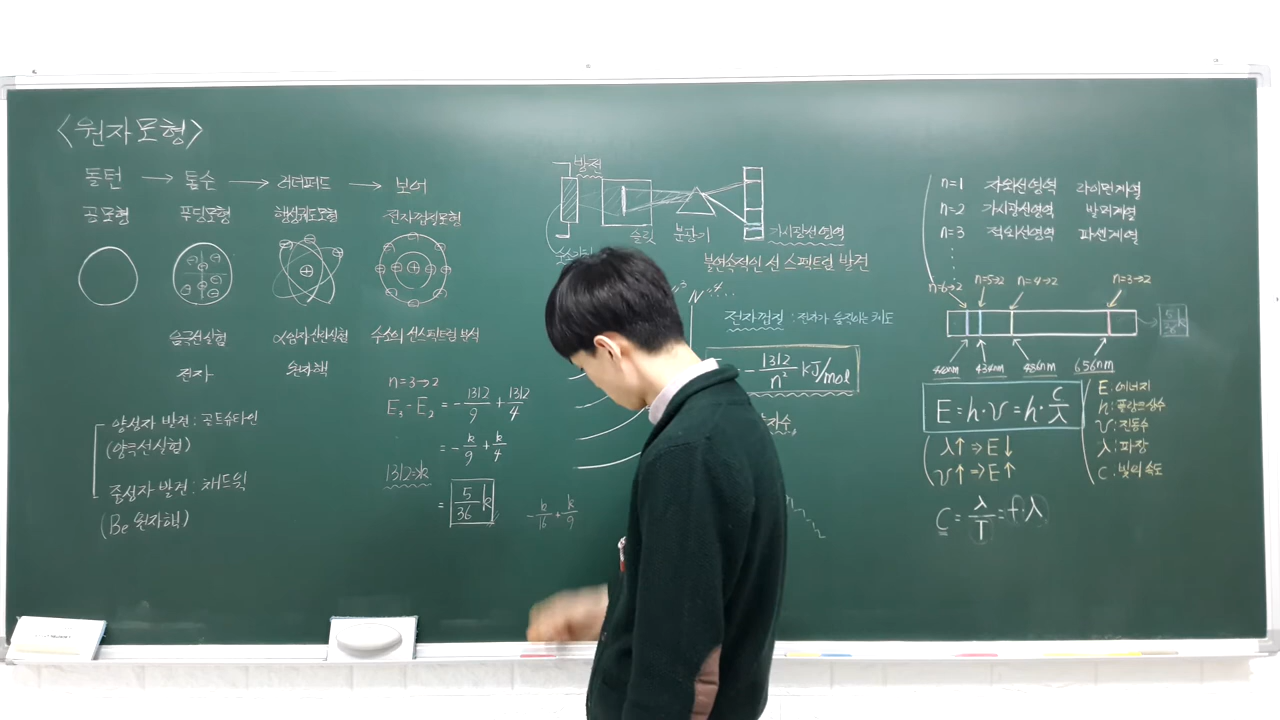 <원자모형>
돌턴 → 톰슨 → 러더퍼드 → 보어
공모형 푸딩모형 행성궤도모형 전자껍질모형
음극선실험 α입자산란실험 수소의 선스펙트럼 분석
전자 원자핵
양성자 발견 : 골트슈타인
(양극선실험)
중성자 발견 : 채드윅
(Be 원자핵)
n=3→2
E₃-E₂ = -1312/9 + 1312/4
= -k/9 + k/4
1312=k
= 5/36 k
-k/16 + k/9
발전
슬릿 분광기 가시광선영역
불연속적인 선 스펙트럼 발견
N
전자껍질 : 전자가 움직이는 궤도
-1312/n² kJ/mol
n=1 자외선영역 라이먼계열
n=2 가시광선영역 발머계열
n=3 적외선영역 파센계열
n=6→2 n=5→2 n=4→2 n=3→2
5/36 k
434nm 486nm 656nm
E=h·ν=h·c/λ
λ↑ ⇒ E↓
ν↑ ⇒ E↑
E : 에너지
h : 플랑크상수
ν : 진동수
λ : 파장
C : 빛의 속도
C = λ/T = f·λ